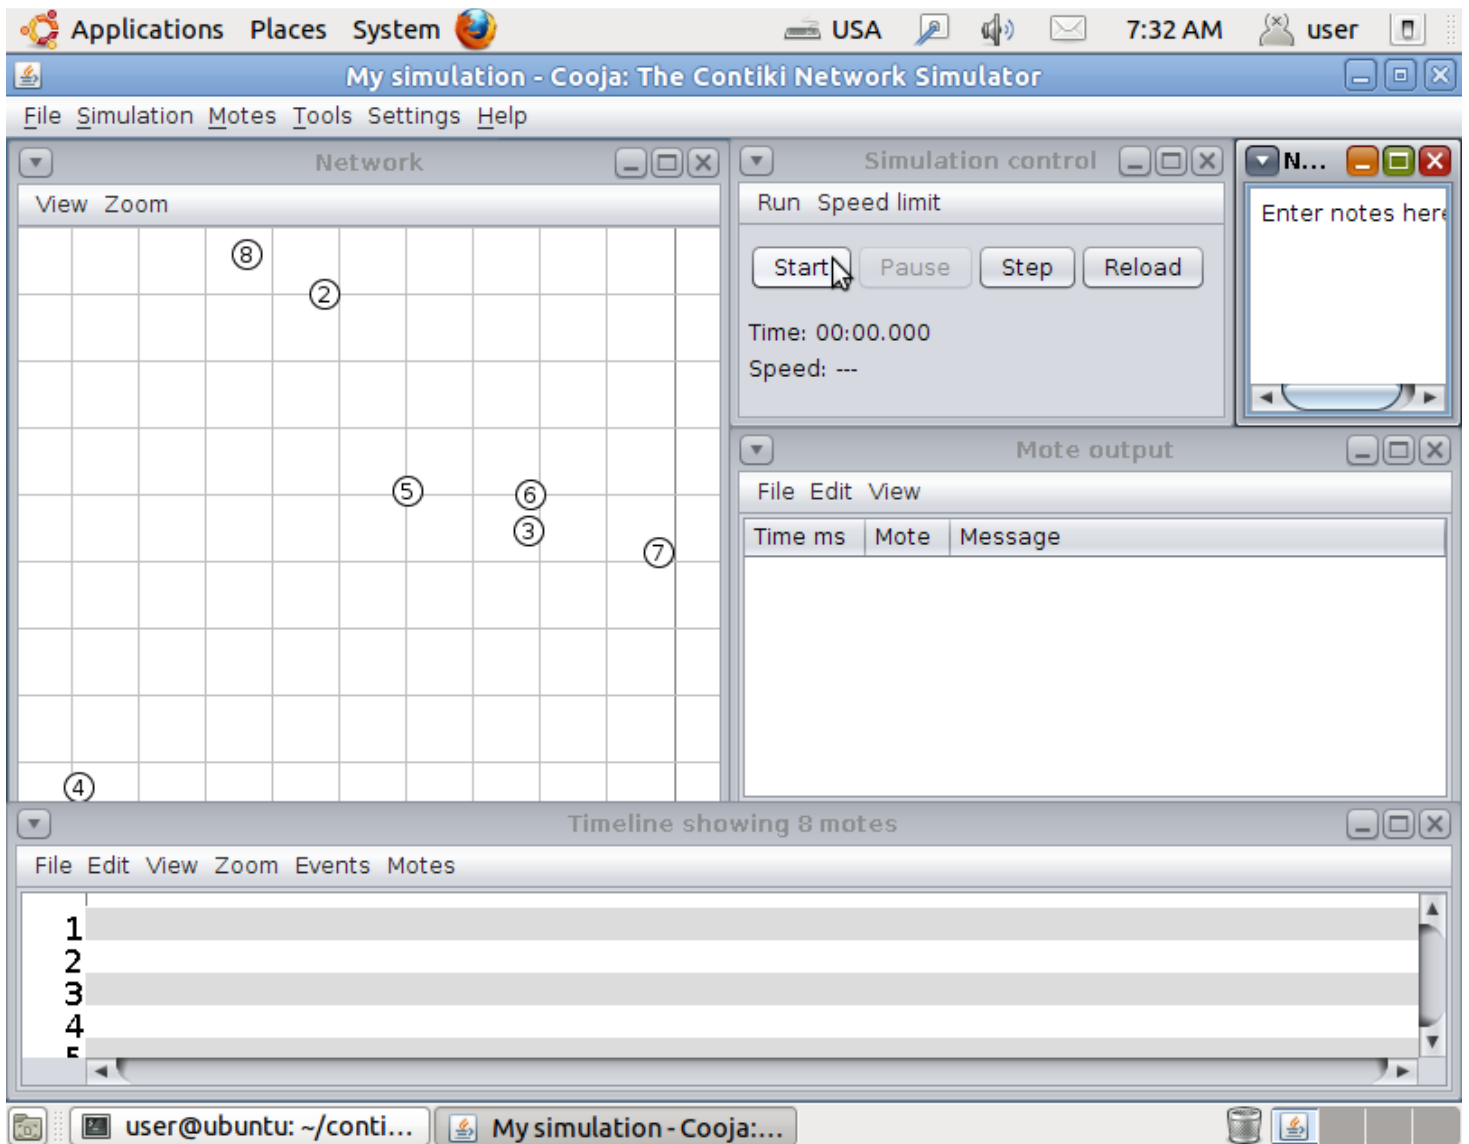 Applications Places System USA 7:32 AM user
My simulation - Cooja: The Contiki Network Simulator
File Simulation Motes Tools Settings Help
Network
View Zoom
8
2
5
6
3
7
4
Simulation control
Run Speed limit
Start Pause Step Reload
Time: 00:00.000
Speed: ---
N...
Enter notes here
Mote output
File Edit View
Time ms Mote Message
Timeline showing 8 motes
File Edit View Zoom Events Motes
1
2
3
4
5
user@ubuntu: ~/conti... My simulation - Cooja:...